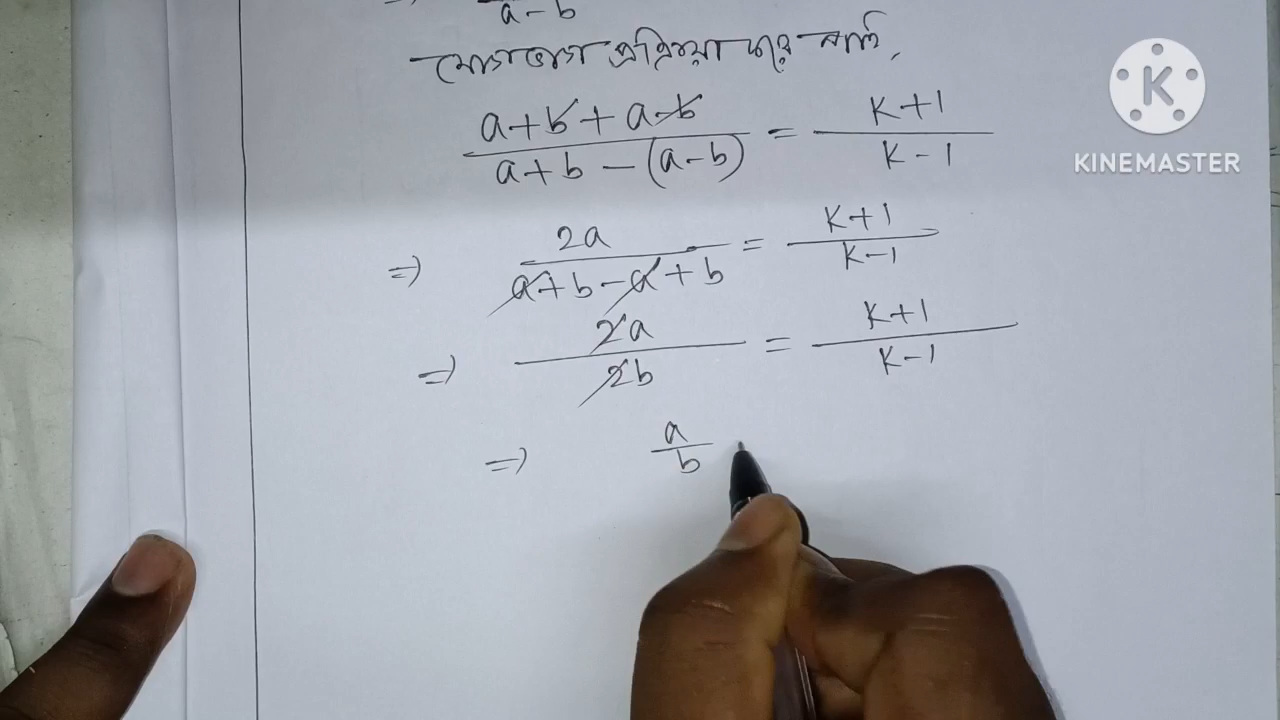 a - b
যোগভাগ প্রক্রিয়া করে পাই,
(a+b+a-b)/(a+b-(a-b)) = (K+1)/(K-1)
KINEMASTER
=) 2a/(a+b-a+b) = (K+1)/(K-1)
=) 2a/2b = (K+1)/(K-1)
=) a/b